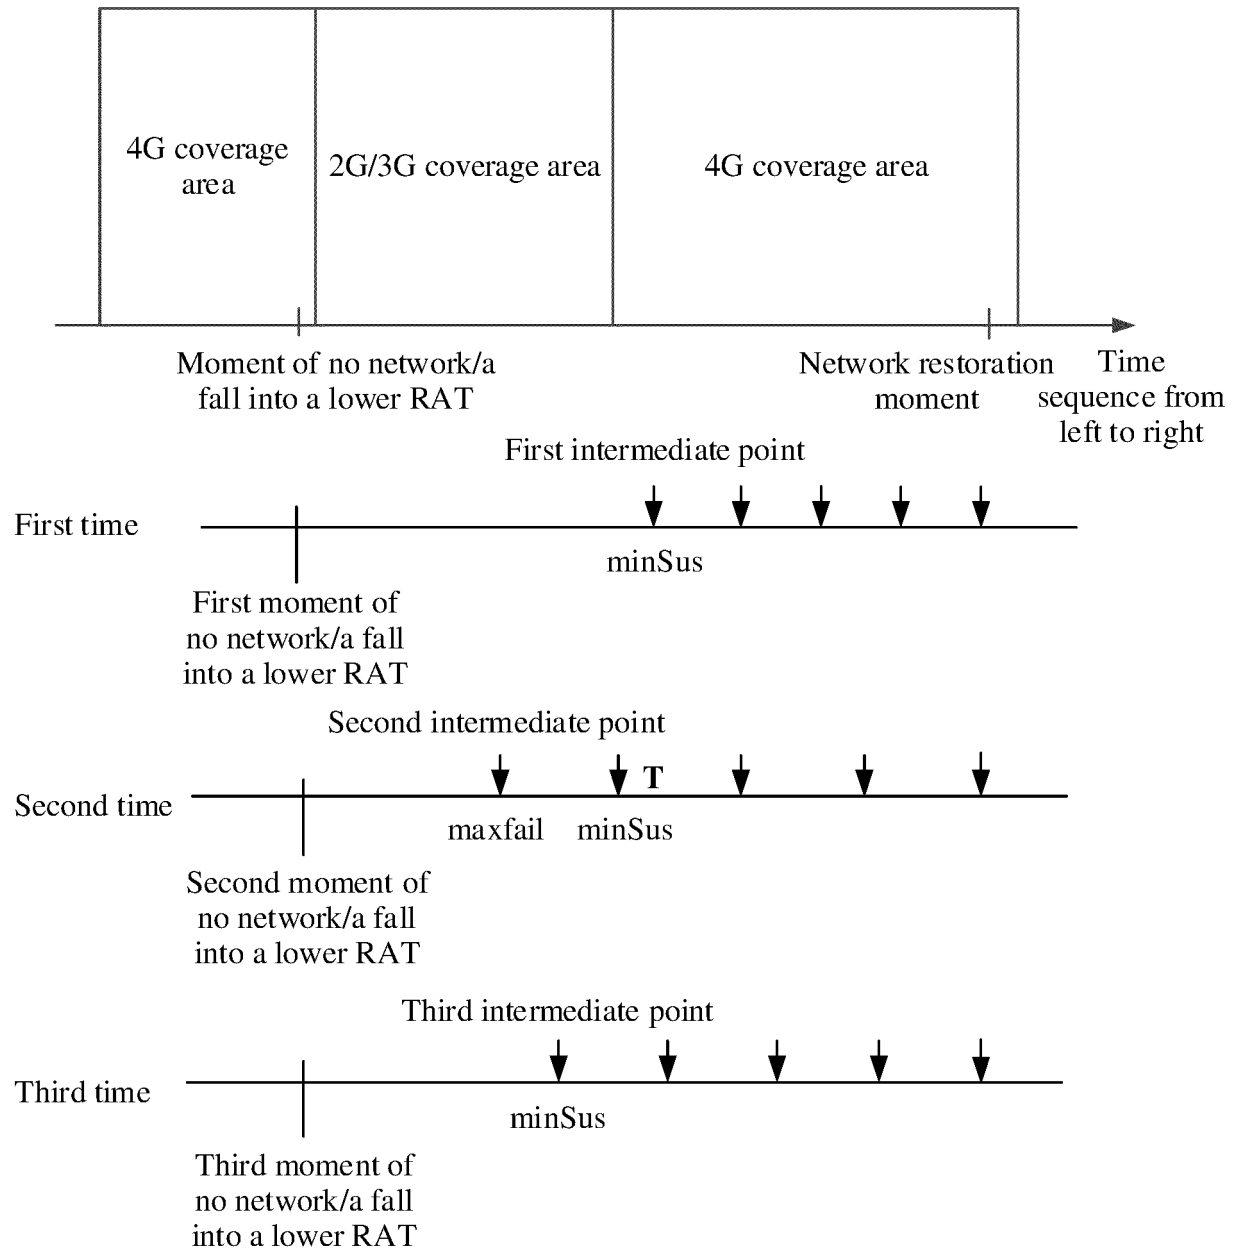 4G coverage
area
2G/3G coverage area
4G coverage area
Moment of no network/a
fall into a lower RAT
Network restoration
moment
Time
sequence from
left to right
First intermediate point
First time
minSus
First moment of
no network/a fall
into a lower RAT
Second intermediate point
T
Second time
maxfail
minSus
Second moment of
no network/a fall
into a lower RAT
Third intermediate point
Third time
minSus
Third moment of
no network/a fall
into a lower RAT